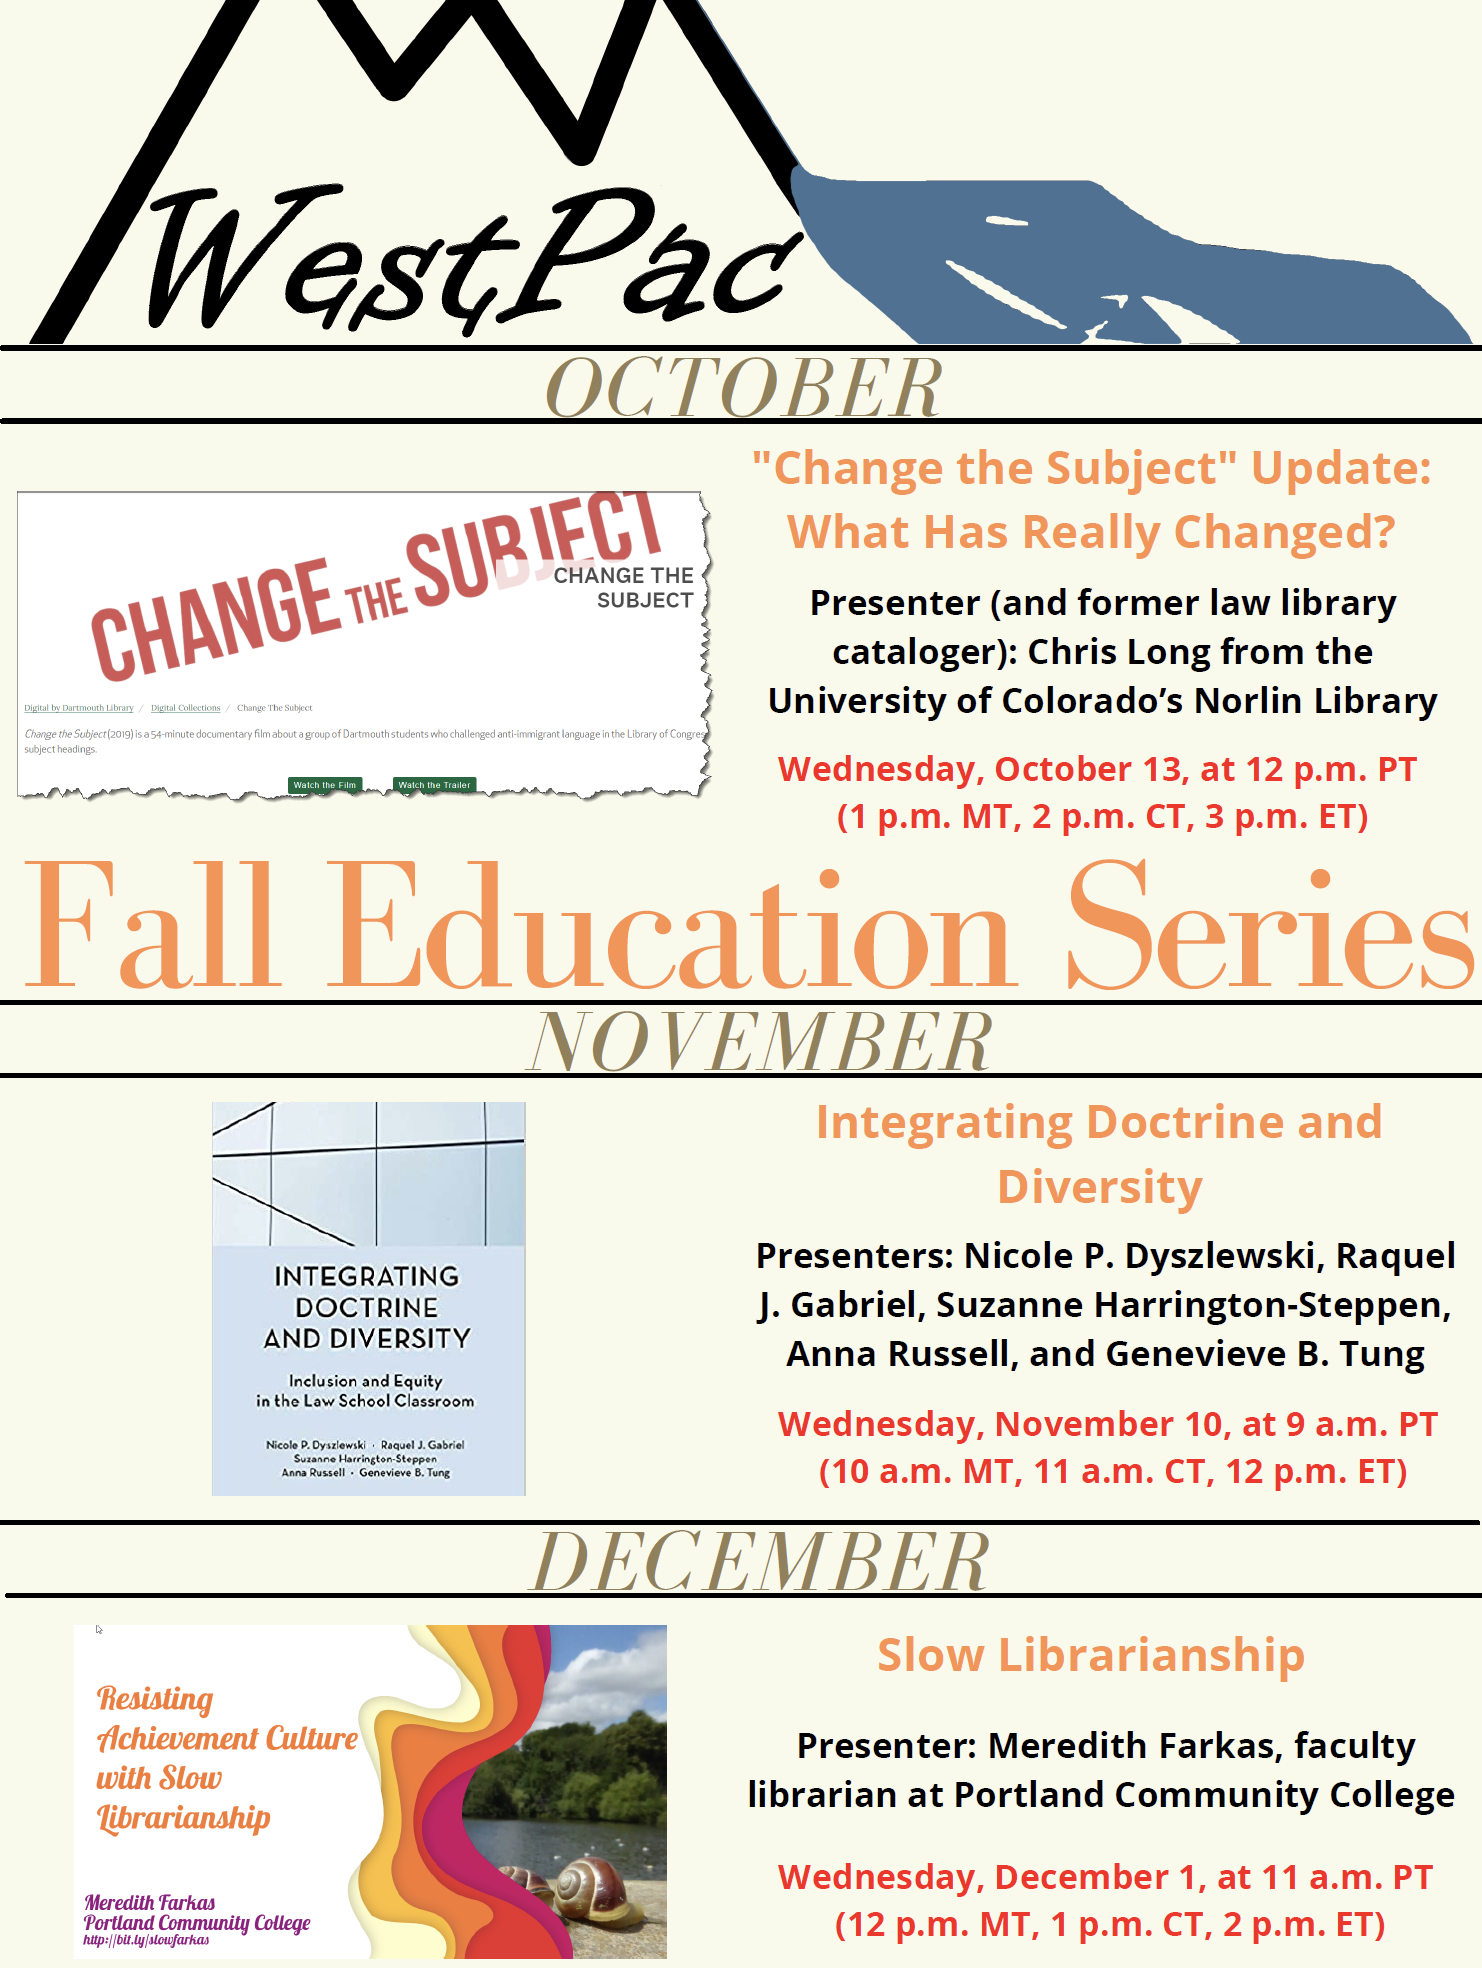 WestPac
OCTOBER
CHANGE THE SUBJECT
CHANGE THE
SUBJECT
Digital by Dartmouth Library / Digital Collections / Change The Subject
Change the Subject (2019) is a 54-minute documentary film about a group of Dartmouth students who challenged anti-immigrant language in the Library of Congres
subject headings.
Watch the Film Watch the Trailer
"Change the Subject" Update:
What Has Really Changed?
Presenter (and former law library
cataloger): Chris Long from the
University of Colorado’s Norlin Library
Wednesday, October 13, at 12 p.m. PT
(1 p.m. MT, 2 p.m. CT, 3 p.m. ET)
Fall Education Series
NOVEMBER
INTEGRATING
DOCTRINE
AND DIVERSITY
Inclusion and Equity
in the Law School Classroom
Nicole P. Dyszlewski · Raquel J. Gabriel
Suzanne Harrington-Steppen
Anna Russell · Genevieve B. Tung
Integrating Doctrine and
Diversity
Presenters: Nicole P. Dyszlewski, Raquel
J. Gabriel, Suzanne Harrington-Steppen,
Anna Russell, and Genevieve B. Tung
Wednesday, November 10, at 9 a.m. PT
(10 a.m. MT, 11 a.m. CT, 12 p.m. ET)
DECEMBER
Resisting
Achievement Culture
with Slow
Librarianship
Meredith Farkas
Portland Community College
http://bit.ly/slowfarkas
Slow Librarianship
Presenter: Meredith Farkas, faculty
librarian at Portland Community College
Wednesday, December 1, at 11 a.m. PT
(12 p.m. MT, 1 p.m. CT, 2 p.m. ET)